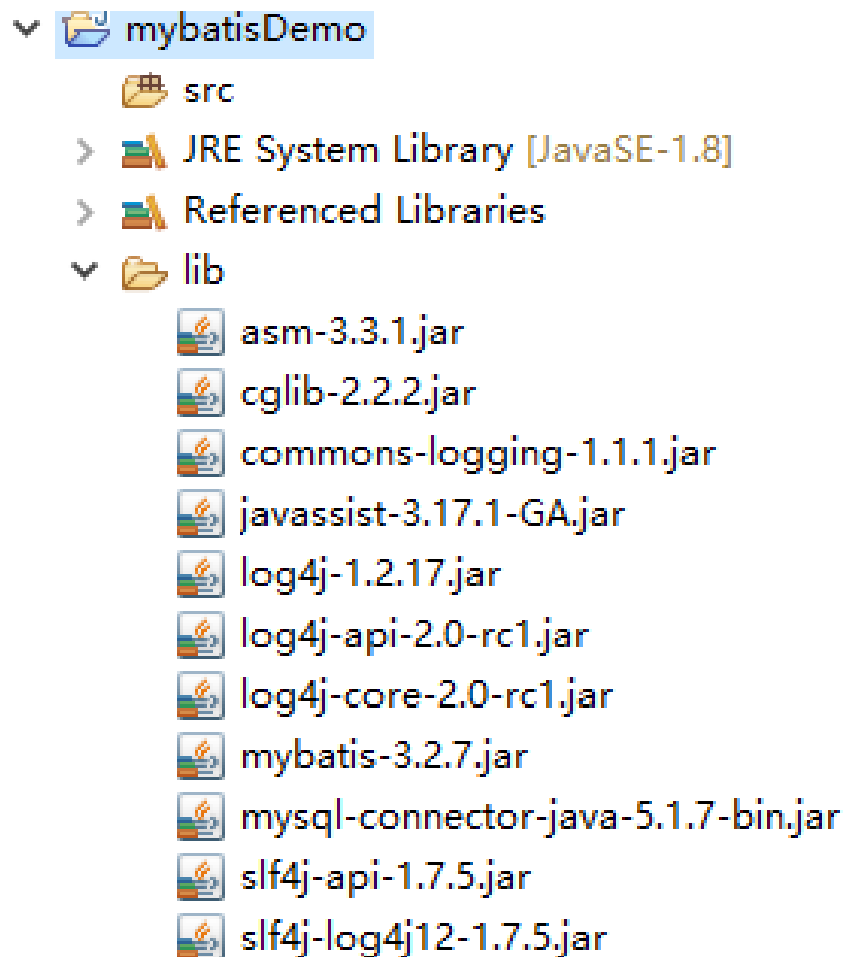 mybatisDemo
src
JRE System Library [JavaSE-1.8]
Referenced Libraries
lib
asm-3.3.1.jar
cglib-2.2.2.jar
commons-logging-1.1.1.jar
javassist-3.17.1-GA.jar
log4j-1.2.17.jar
log4j-api-2.0-rc1.jar
log4j-core-2.0-rc1.jar
mybatis-3.2.7.jar
mysql-connector-java-5.1.7-bin.jar
slf4j-api-1.7.5.jar
slf4j-log4j12-1.7.5.jar